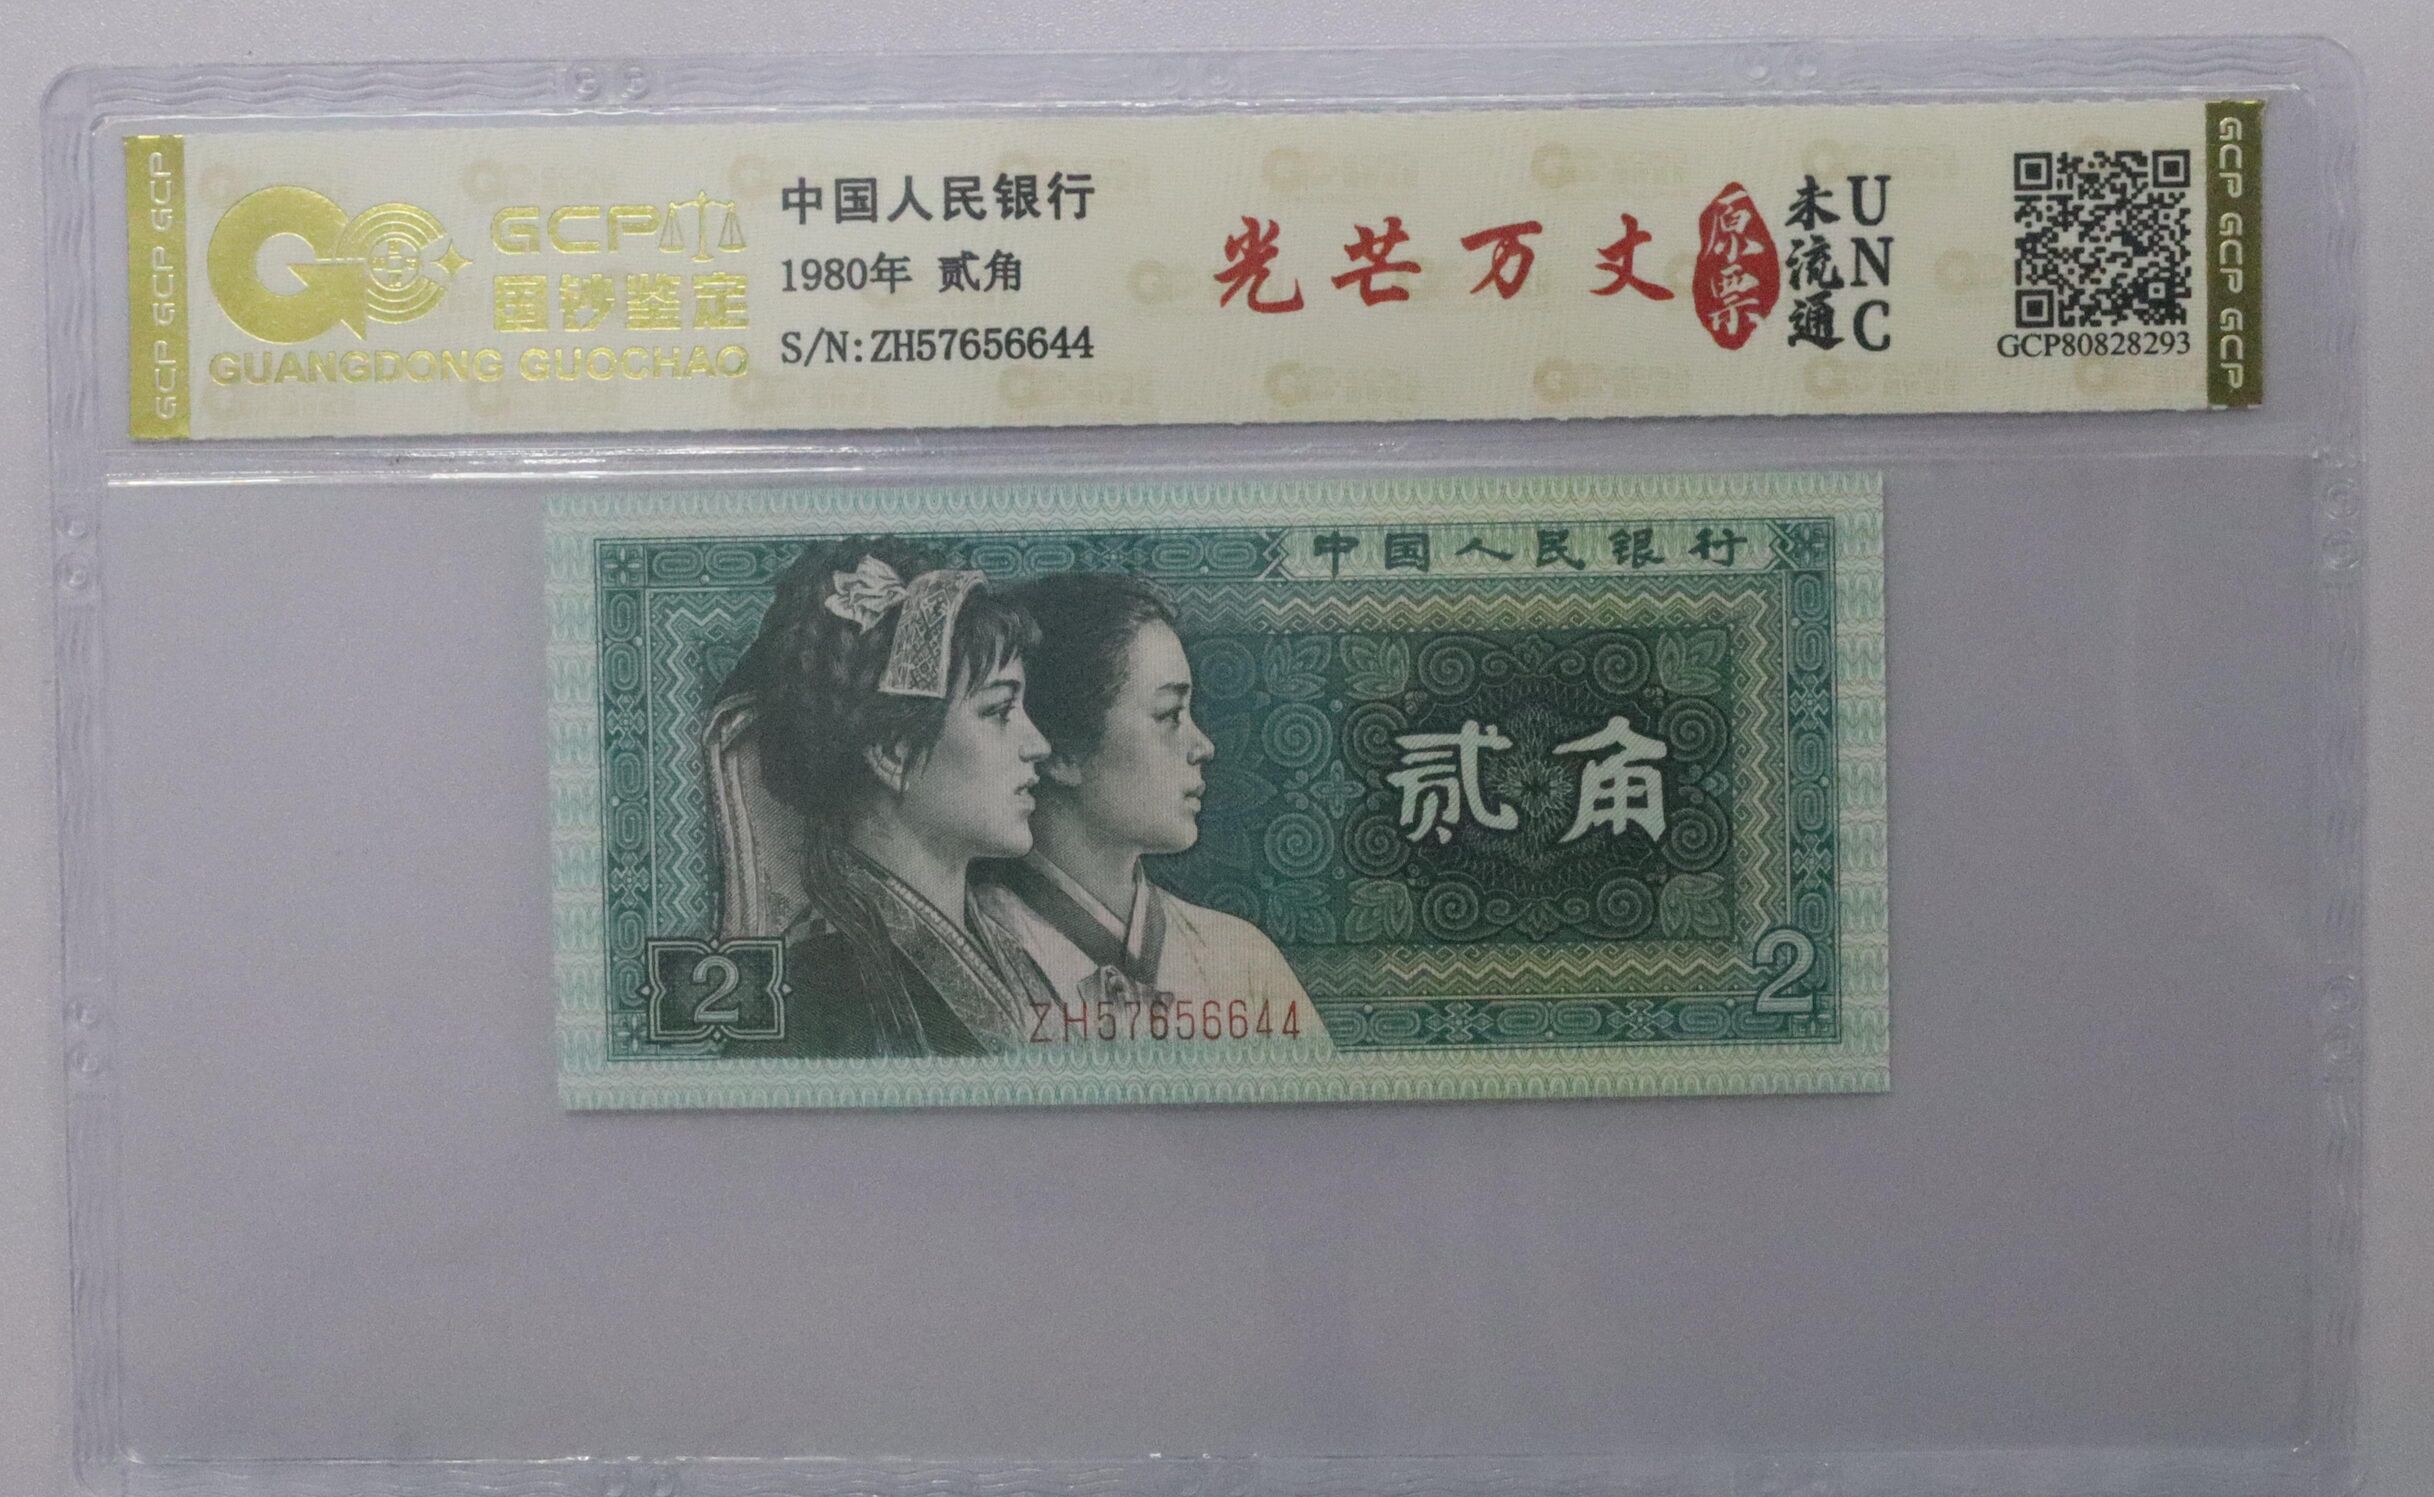 GCP GCP GCP
GCP
国钞鉴定
GUANGDONG GUOCHAO
中国人民银行
1980年 贰角
S/N:ZH57656644
光芒万丈
原票
未流通
UNC
GCP80828293
GCP GCP GCP
中国人民银行
贰角
2
2
ZH57656644